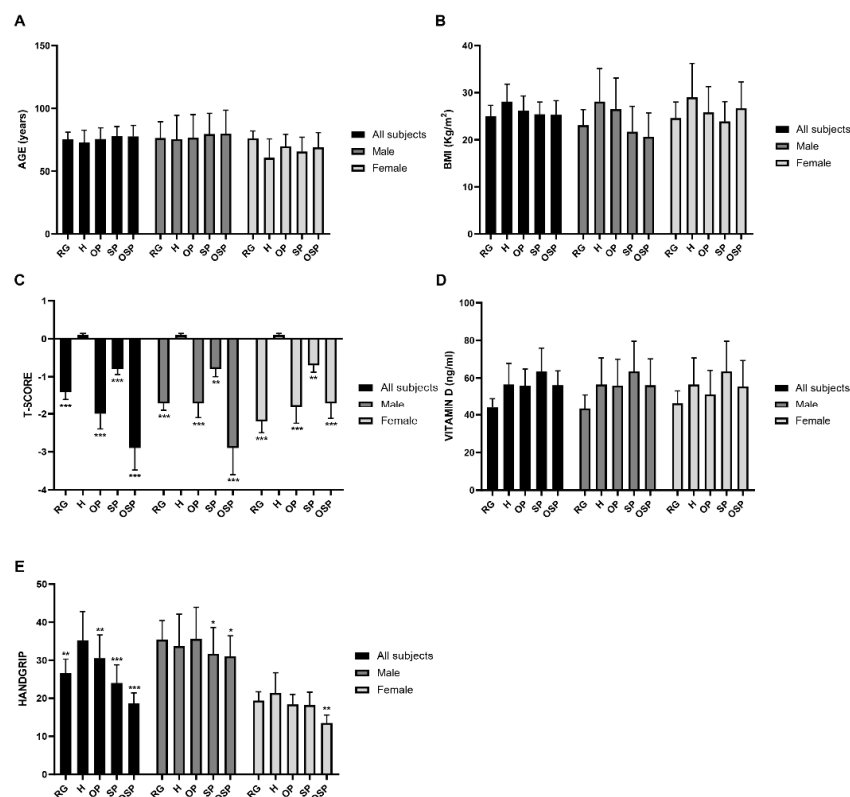 A
150
100
50
0
AGE (years)
RG H OP SP OSP RG H OP SP OSP RG H OP SP OSP
All subjects
Male
Female
B
40
30
20
10
0
BMI (Kg/m²)
RG H OP SP OSP RG H OP SP OSP RG H OP SP OSP
All subjects
Male
Female
C
1
0
-1
-2
-3
-4
T-SCORE
*** *** *** *** *** *** ** *** *** *** ** ***
RG H OP SP OSP RG H OP SP OSP RG H OP SP OSP
All subjects
Male
Female
D
100
80
60
40
20
0
VITAMIN D (ng/ml)
RG H OP SP OSP RG H OP SP OSP RG H OP SP OSP
All subjects
Male
Female
E
50
40
30
20
10
0
HANDGRIP
** ** *** *** * * **
RG H OP SP OSP RG H OP SP OSP RG H OP SP OSP
All subjects
Male
Female